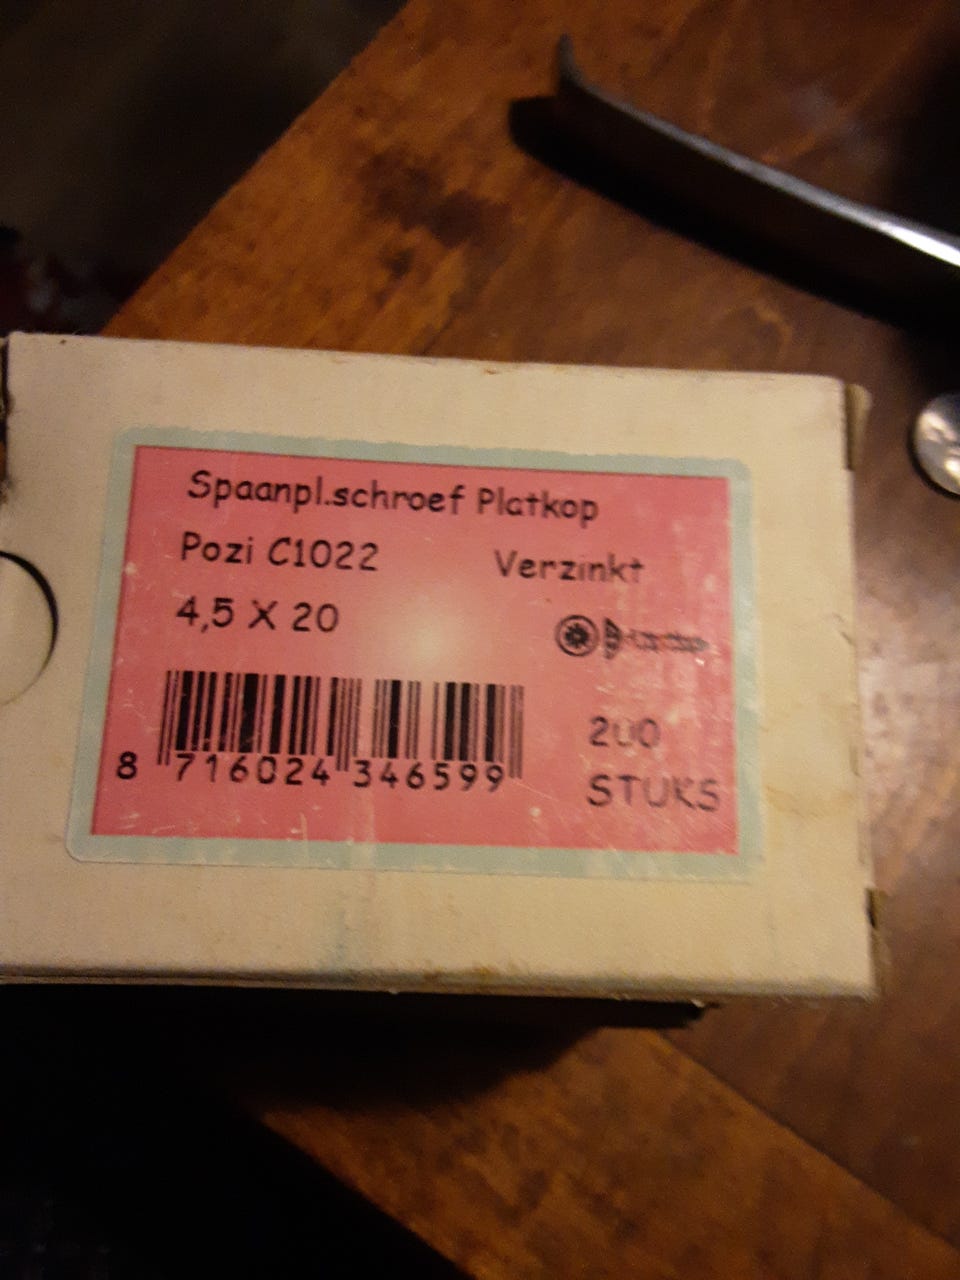 Spaanpl.schroef Platkop
Pozi C1022 Verzinkt
4,5 X 20
8 716024 346599
200
STUKS